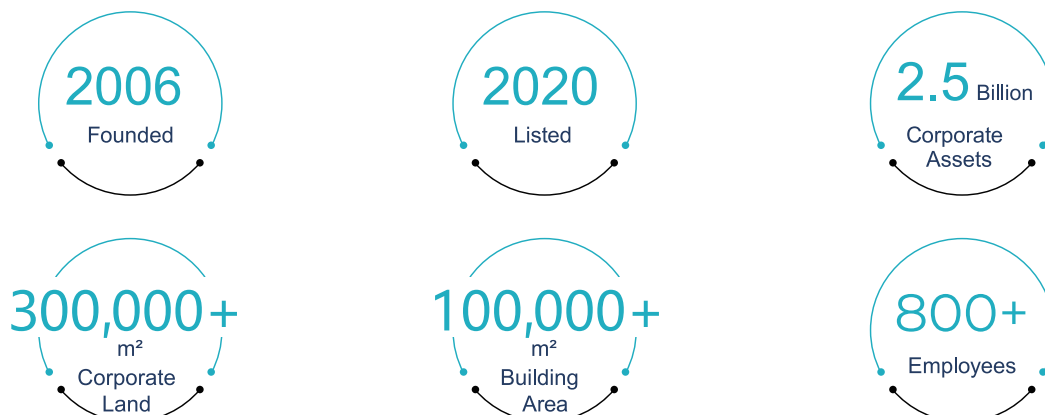 2006
Founded
2020
Listed
2.5 Billion
Corporate
Assets
300,000+
m²
Corporate
Land
100,000+
m²
Building
Area
800+
Employees